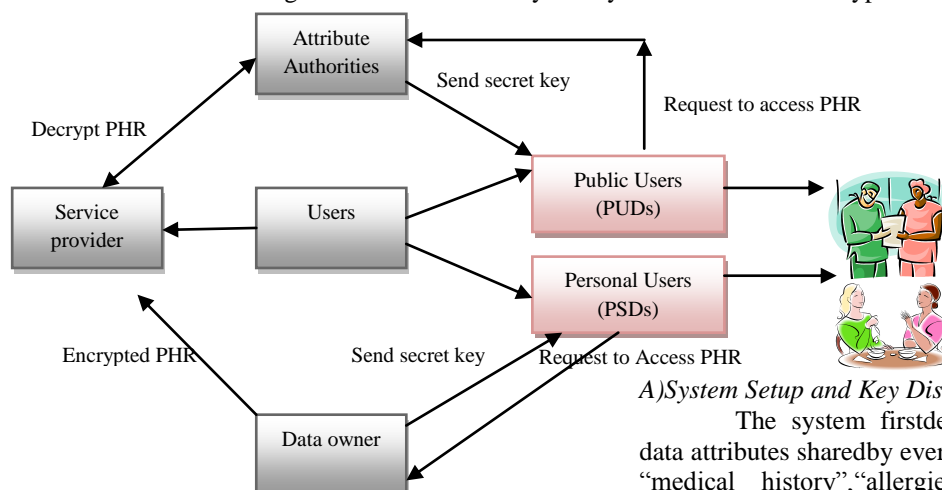 Attribute
Authorities
Send secret key
Request to access PHR
Decrypt PHR
Public Users
(PUDs)
Service
provider
Users
Personal Users
(PSDs)
Encrypted PHR
Send secret key
Request to Access PHR
Data owner
A)System Setup and Key Dis
The system firstde
data attributes sharedby ever
“medical history”,“allergie